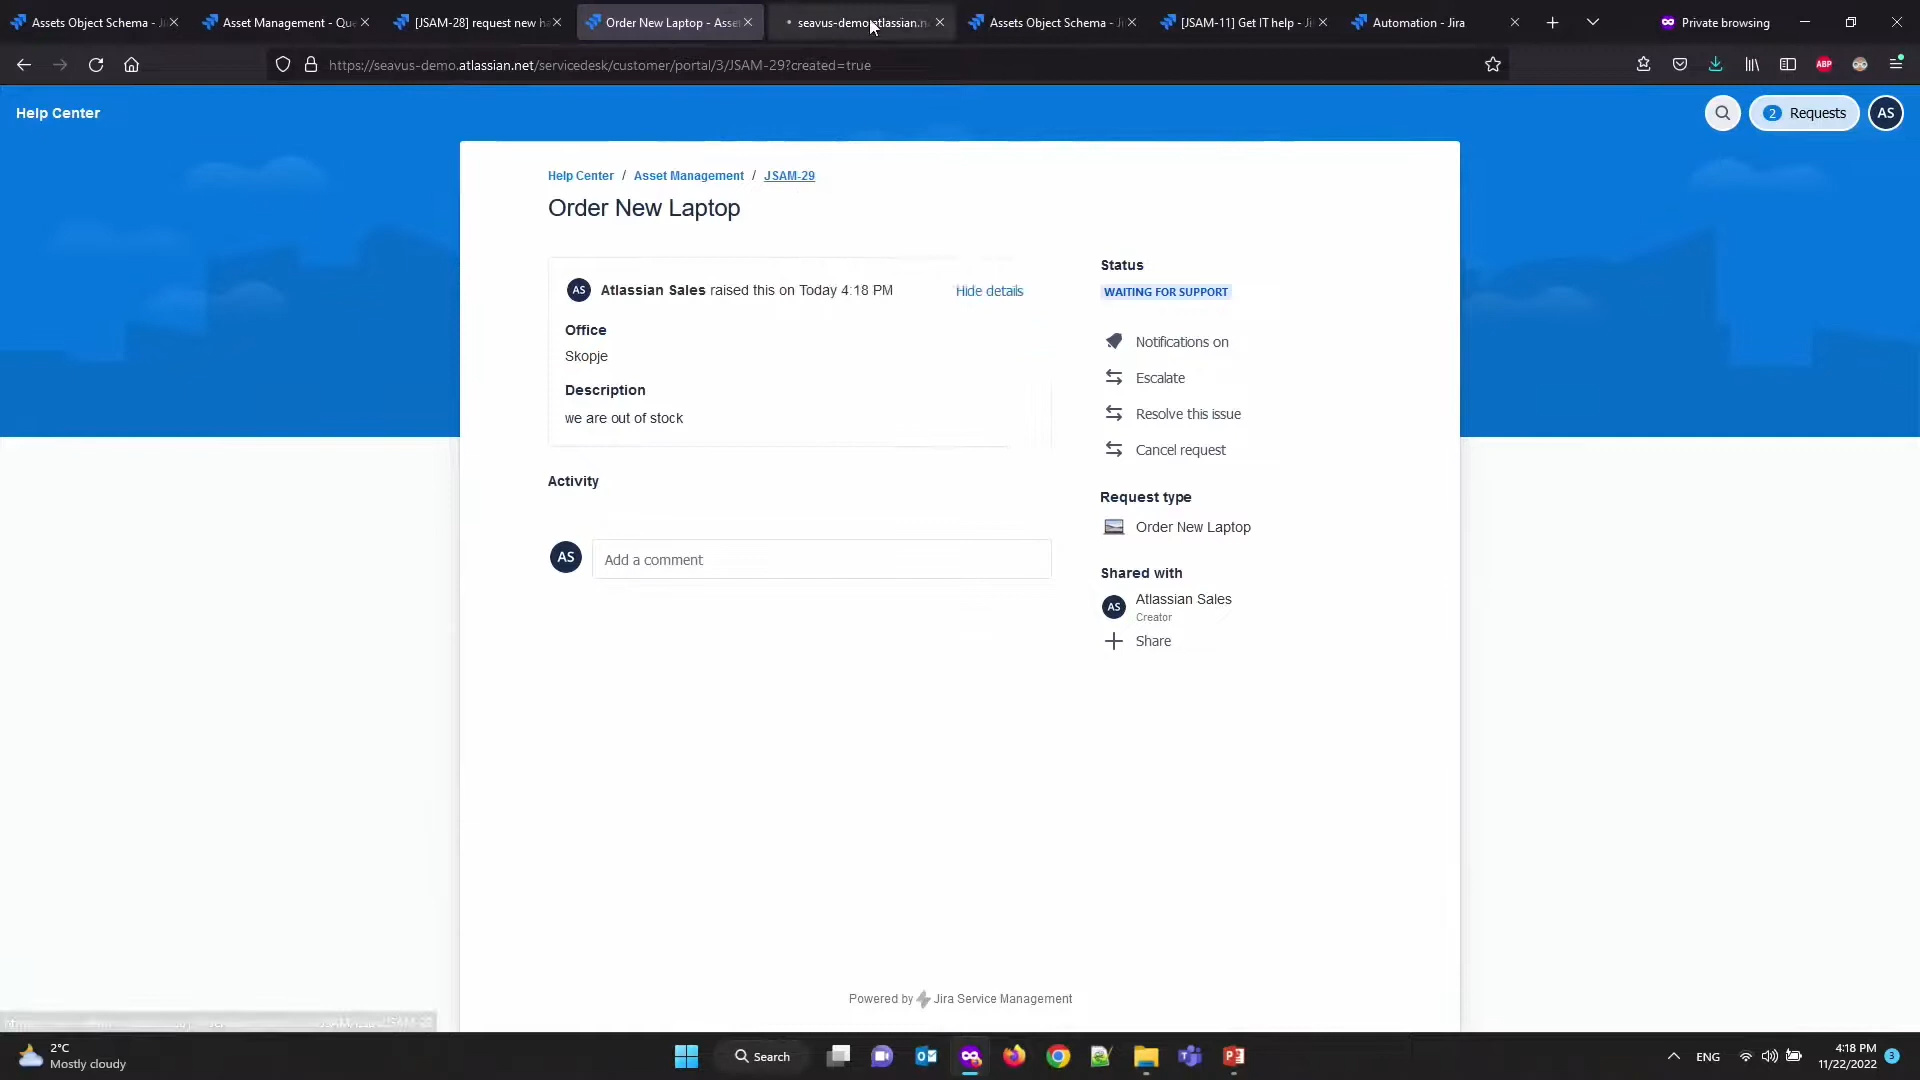 Assets Object Schema - Ji
Asset Management - Que
[JSAM-28] request new ha
Order New Laptop - Asset
seavus-demo.atlassian.n
Assets Object Schema - Ji
[JSAM-11] Get IT help - Ji
Automation - Jira
Private browsing
https://seavus-demo.atlassian.net/servicedesk/customer/portal/3/JSAM-29?created=true
ABP
Help Center
2 Requests
AS
Help Center / Asset Management / JSAM-29
Order New Laptop
AS Atlassian Sales raised this on Today 4:18 PM
Hide details
Office
Skopje
Description
we are out of stock
Activity
AS Add a comment
Status
WAITING FOR SUPPORT
Notifications on
Escalate
Resolve this issue
Cancel request
Request type
Order New Laptop
Shared with
AS Atlassian Sales
Creator
Share
Powered by Jira Service Management
2°C
Mostly cloudy
Search
ENG
4:18 PM
11/22/2022
3